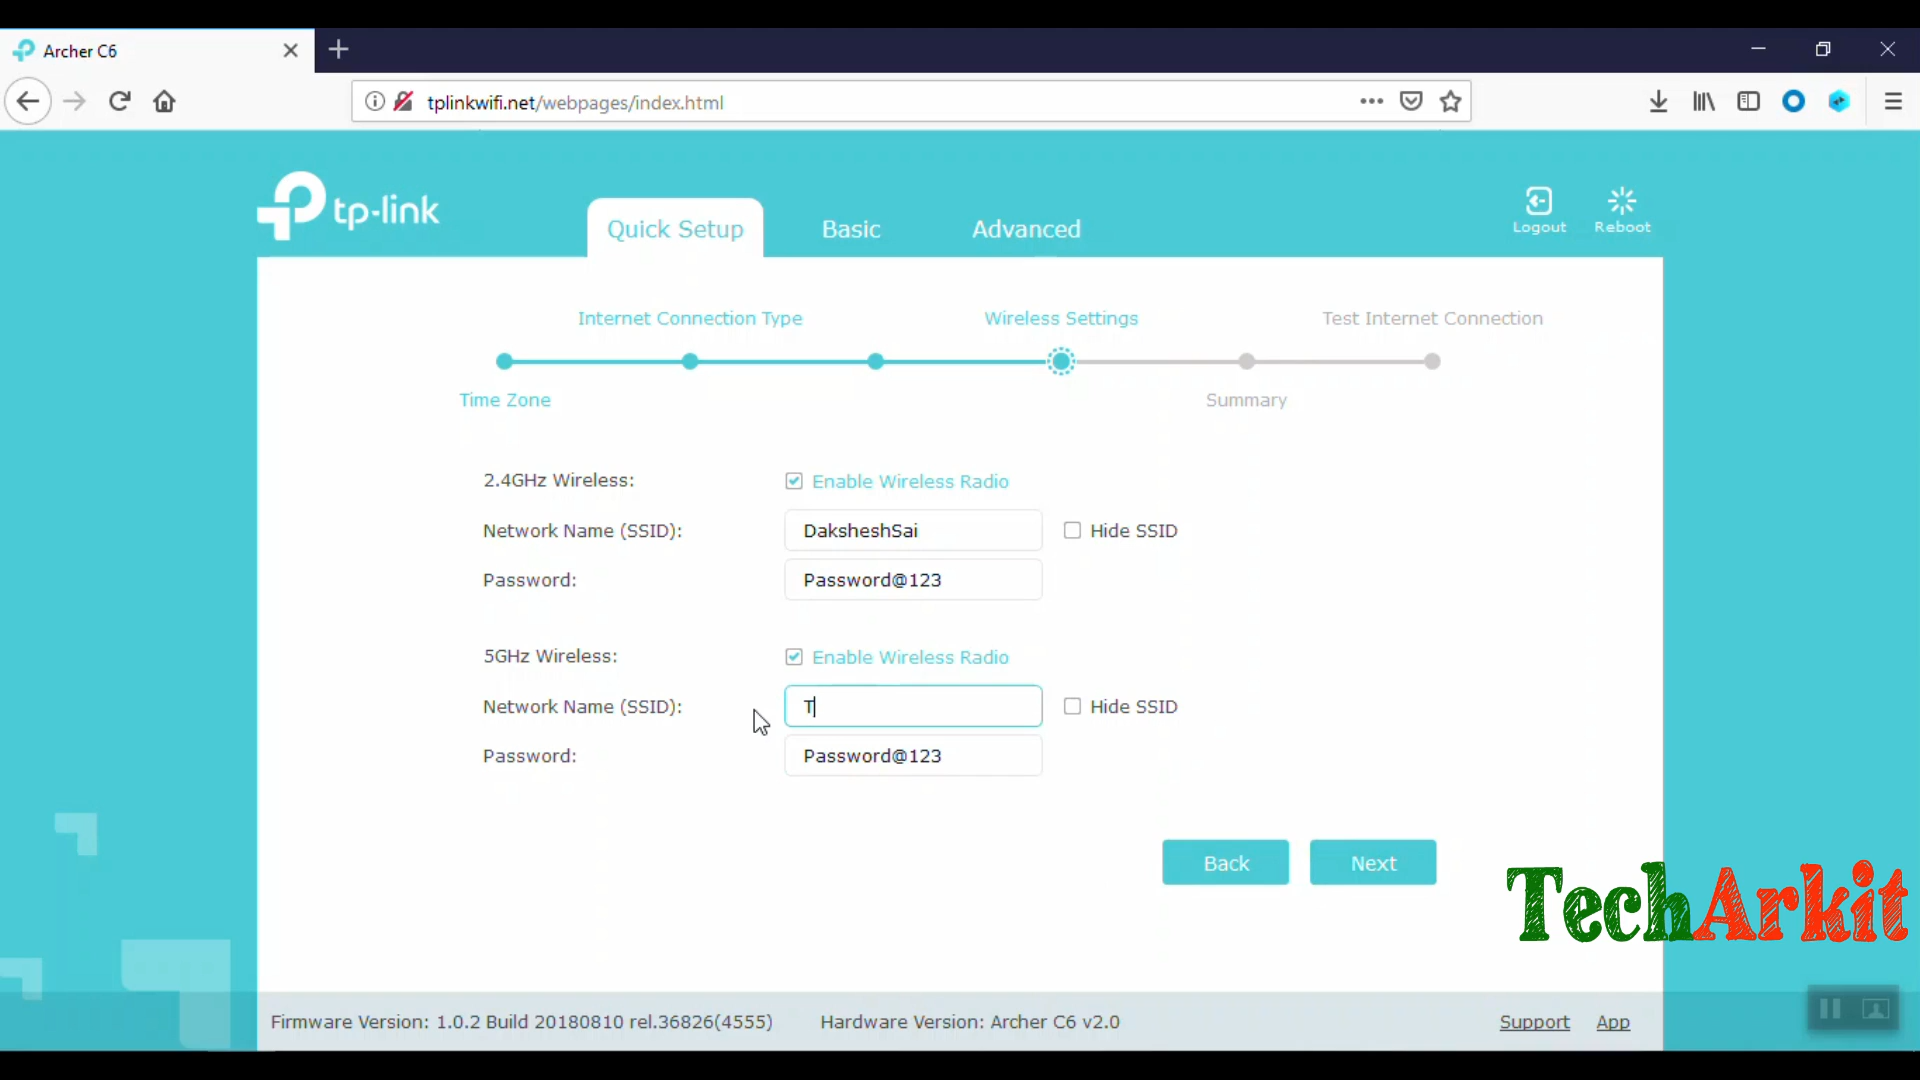 Archer C6
tplinkwifi.net/webpages/index.html
tp-link
Quick Setup
Basic
Advanced
Logout
Reboot
Internet Connection Type
Wireless Settings
Test Internet Connection
Time Zone
Summary
2.4GHz Wireless:
Enable Wireless Radio
Network Name (SSID):
DaksheshSai
Hide SSID
Password:
Password@123
5GHz Wireless:
Enable Wireless Radio
Network Name (SSID):
T
Hide SSID
Password:
Password@123
Back
Next
TechArkit
Firmware Version: 1.0.2 Build 20180810 rel.36826(4555)
Hardware Version: Archer C6 v2.0
Support
App